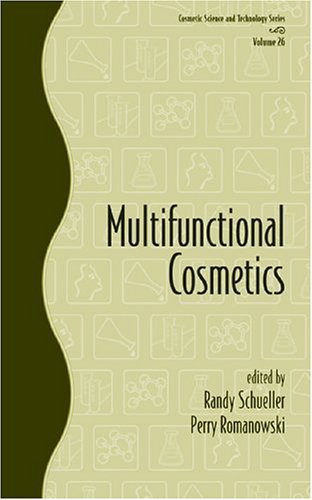 Cosmetic Science and Technology Series
Volume 26
Multifunctional
Cosmetics
edited by
Randy Schueller
Perry Romanowski